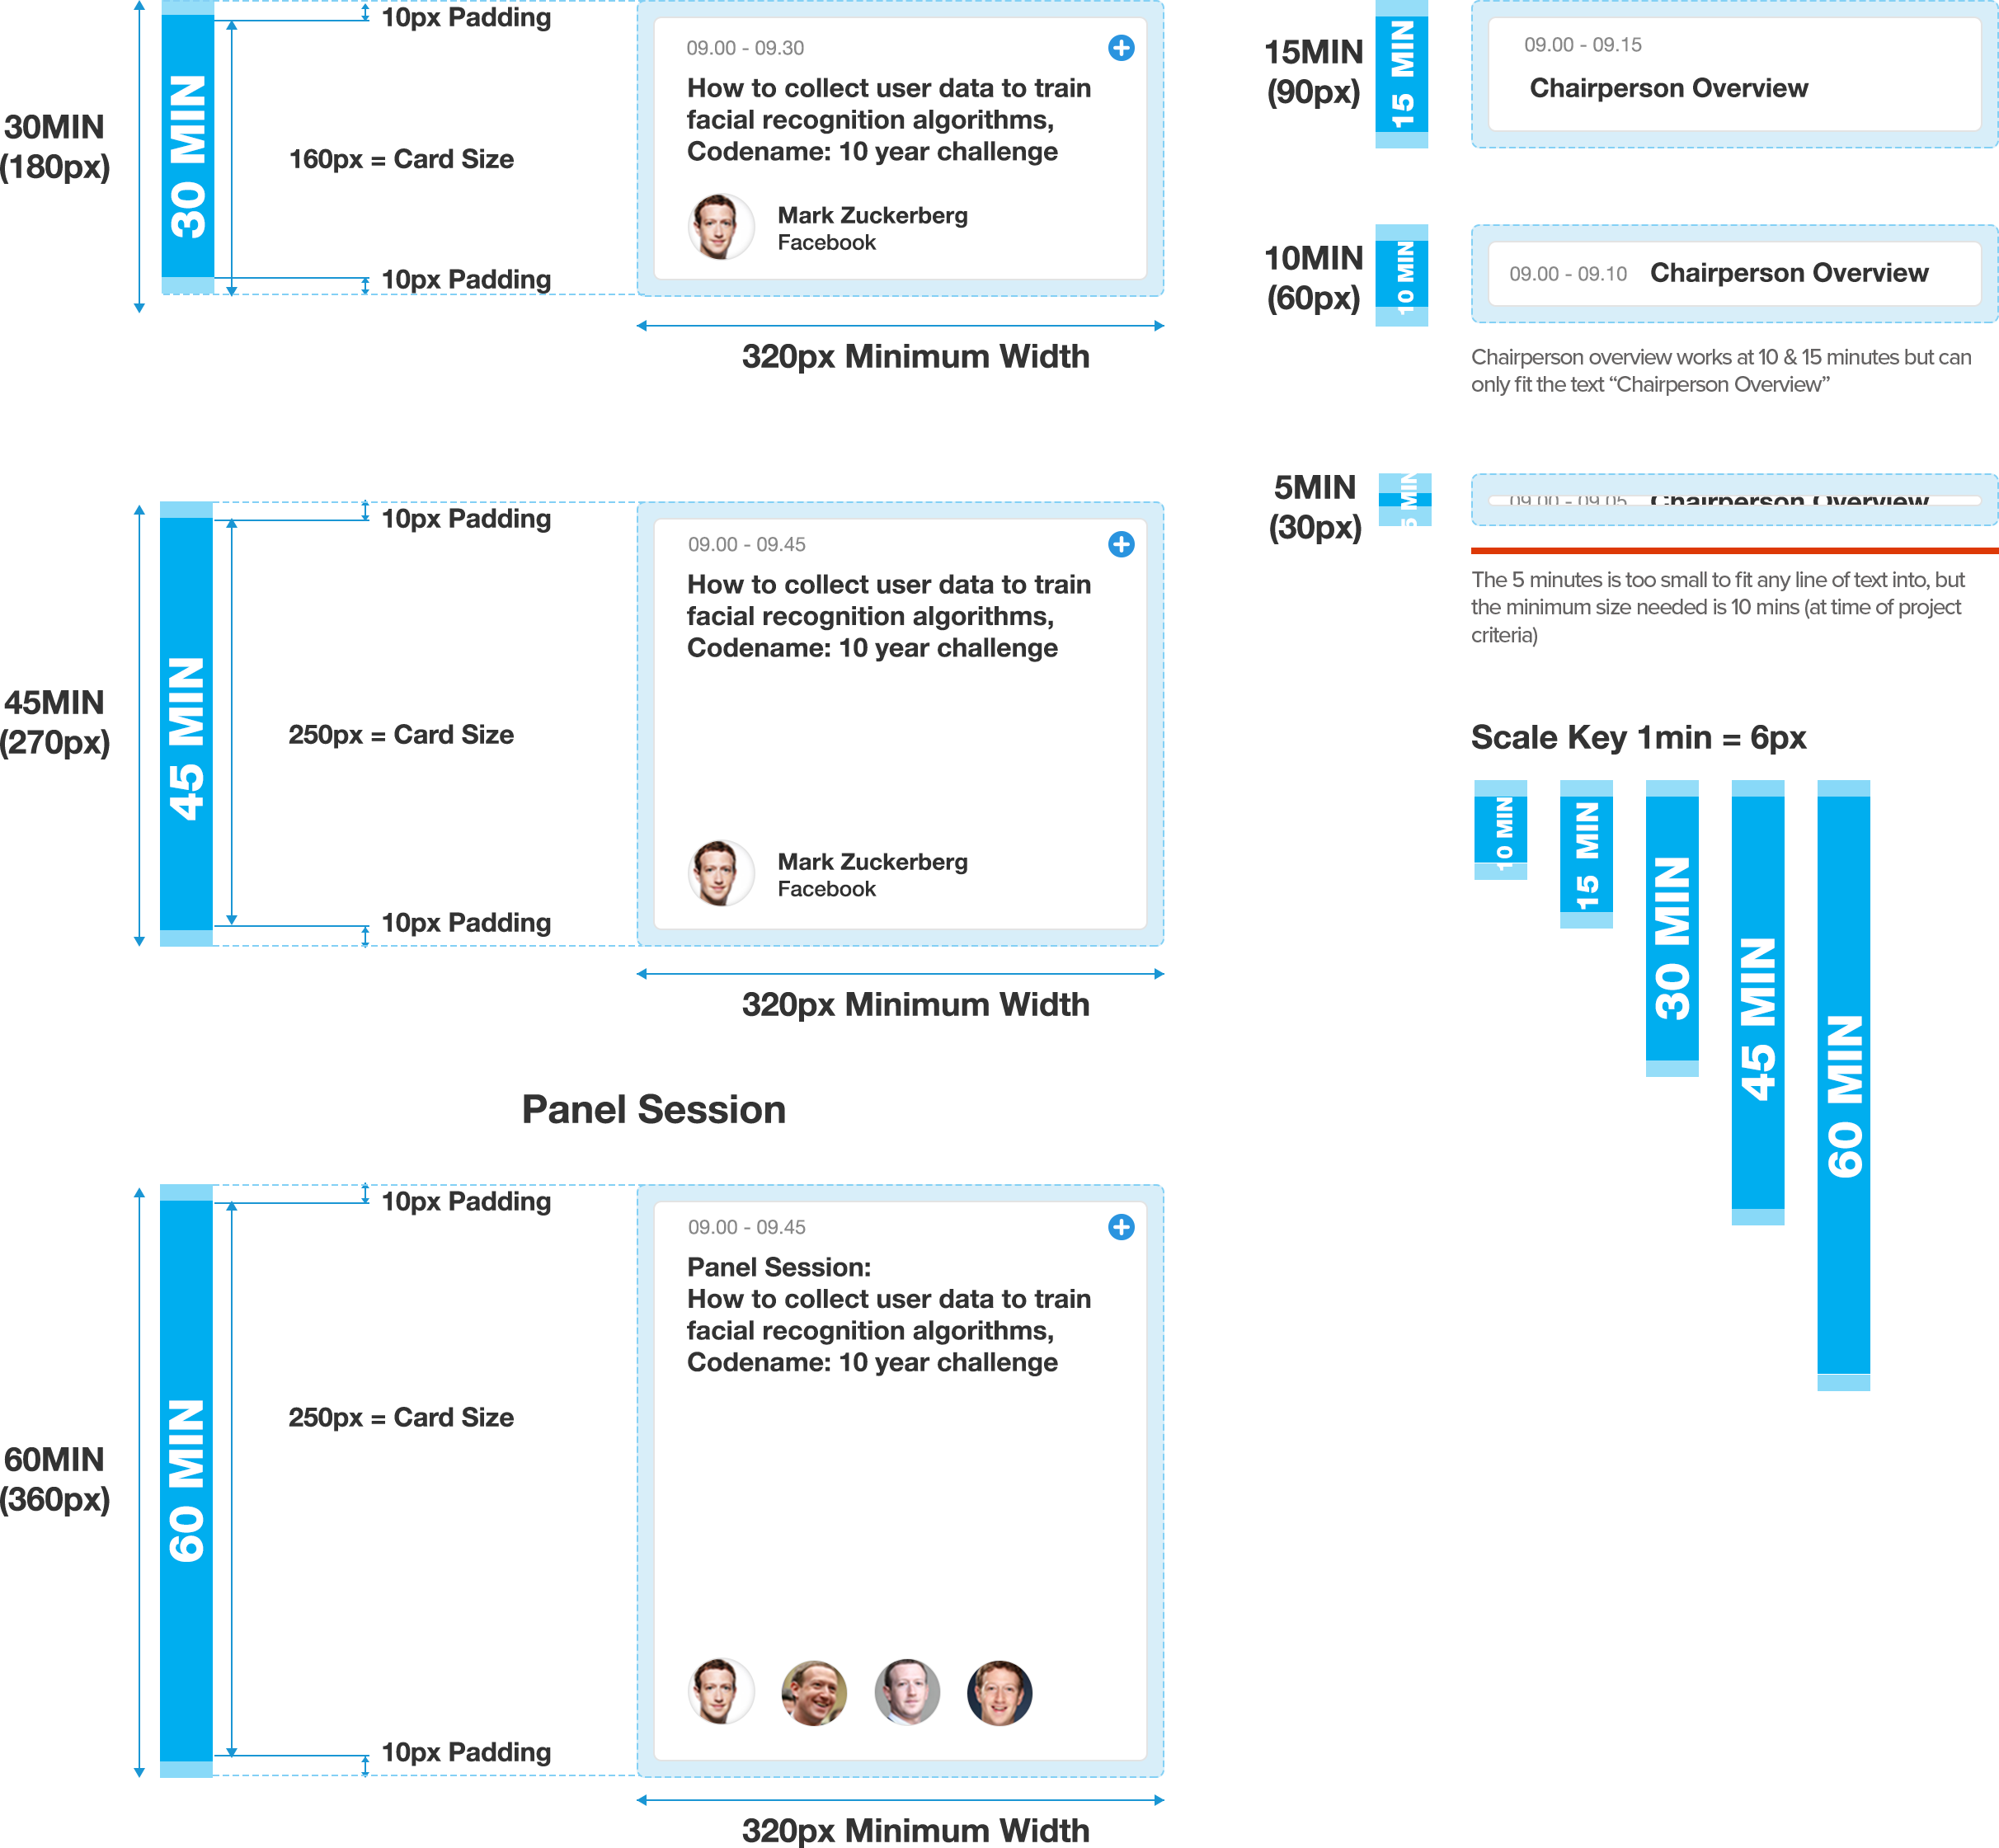 10px Padding
30MIN
(180px)
30 MIN
160px = Card Size
10px Padding
09.00 - 09.30
How to collect user data to train
facial recognition algorithms,
Codename: 10 year challenge
Mark Zuckerberg
Facebook
320px Minimum Width
15MIN
(90px)
15 MIN
09.00 - 09.15
Chairperson Overview
10MIN
(60px)
10 MIN
09.00 - 09.10 Chairperson Overview
Chairperson overview works at 10 & 15 minutes but can
only fit the text “Chairperson Overview”
5MIN
(30px)
5 MIN
09.00 - 09.05 Chairperson Overview
The 5 minutes is too small to fit any line of text into, but
the minimum size needed is 10 mins (at time of project
criteria)
10px Padding
45MIN
(270px)
45 MIN
250px = Card Size
10px Padding
09.00 - 09.45
How to collect user data to train
facial recognition algorithms,
Codename: 10 year challenge
Mark Zuckerberg
Facebook
320px Minimum Width
Scale Key 1min = 6px
10 MIN
15 MIN
30 MIN
45 MIN
60 MIN
Panel Session
10px Padding
60MIN
(360px)
60 MIN
250px = Card Size
10px Padding
09.00 - 09.45
Panel Session:
How to collect user data to train
facial recognition algorithms,
Codename: 10 year challenge
320px Minimum Width